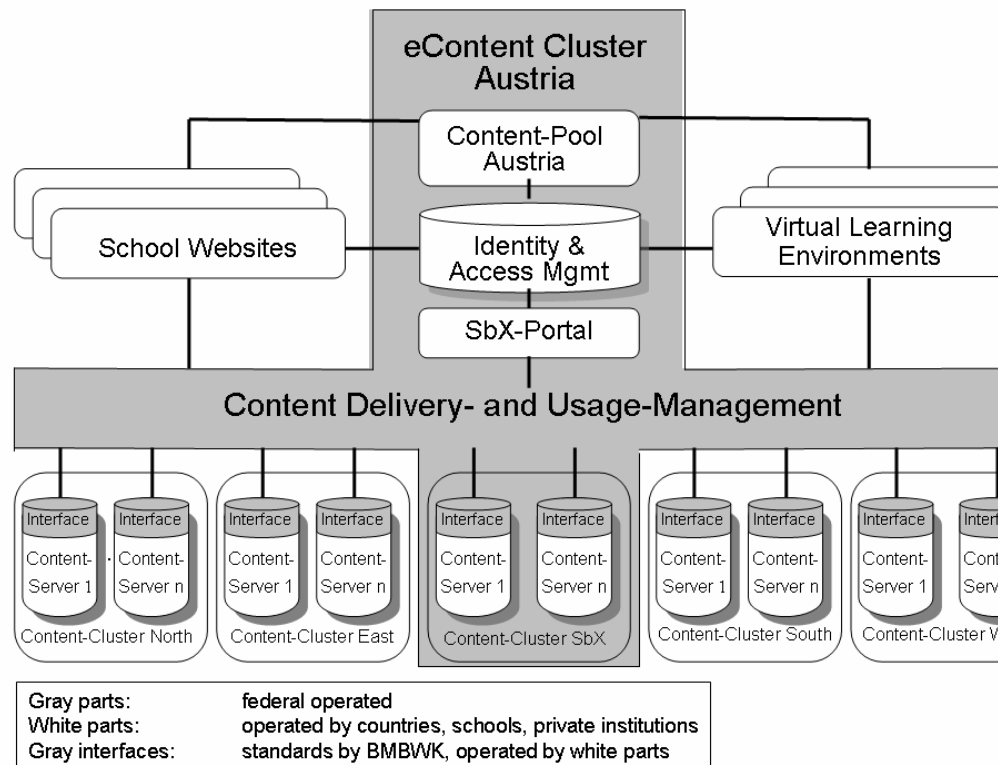 eContent Cluster
Austria
Content-Pool
Austria
School Websites
Identity &
Access Mgmt
Virtual Learning
Environments
SbX-Portal
Content Delivery- and Usage-Management
Interface
Content-
Server 1
Interface
Content-
Server n
Content-Cluster North
Interface
Content-
Server 1
Interface
Content-
Server n
Content-Cluster East
Interface
Content-
Server 1
Interface
Content-
Server n
Content-Cluster SbX
Interface
Content-
Server 1
Interface
Content-
Server n
Content-Cluster South
Interface
Content-
Server 1
Content-Cluster
Gray parts: federal operated
White parts: operated by countries, schools, private institutions
Gray interfaces: standards by BMBWK, operated by white parts